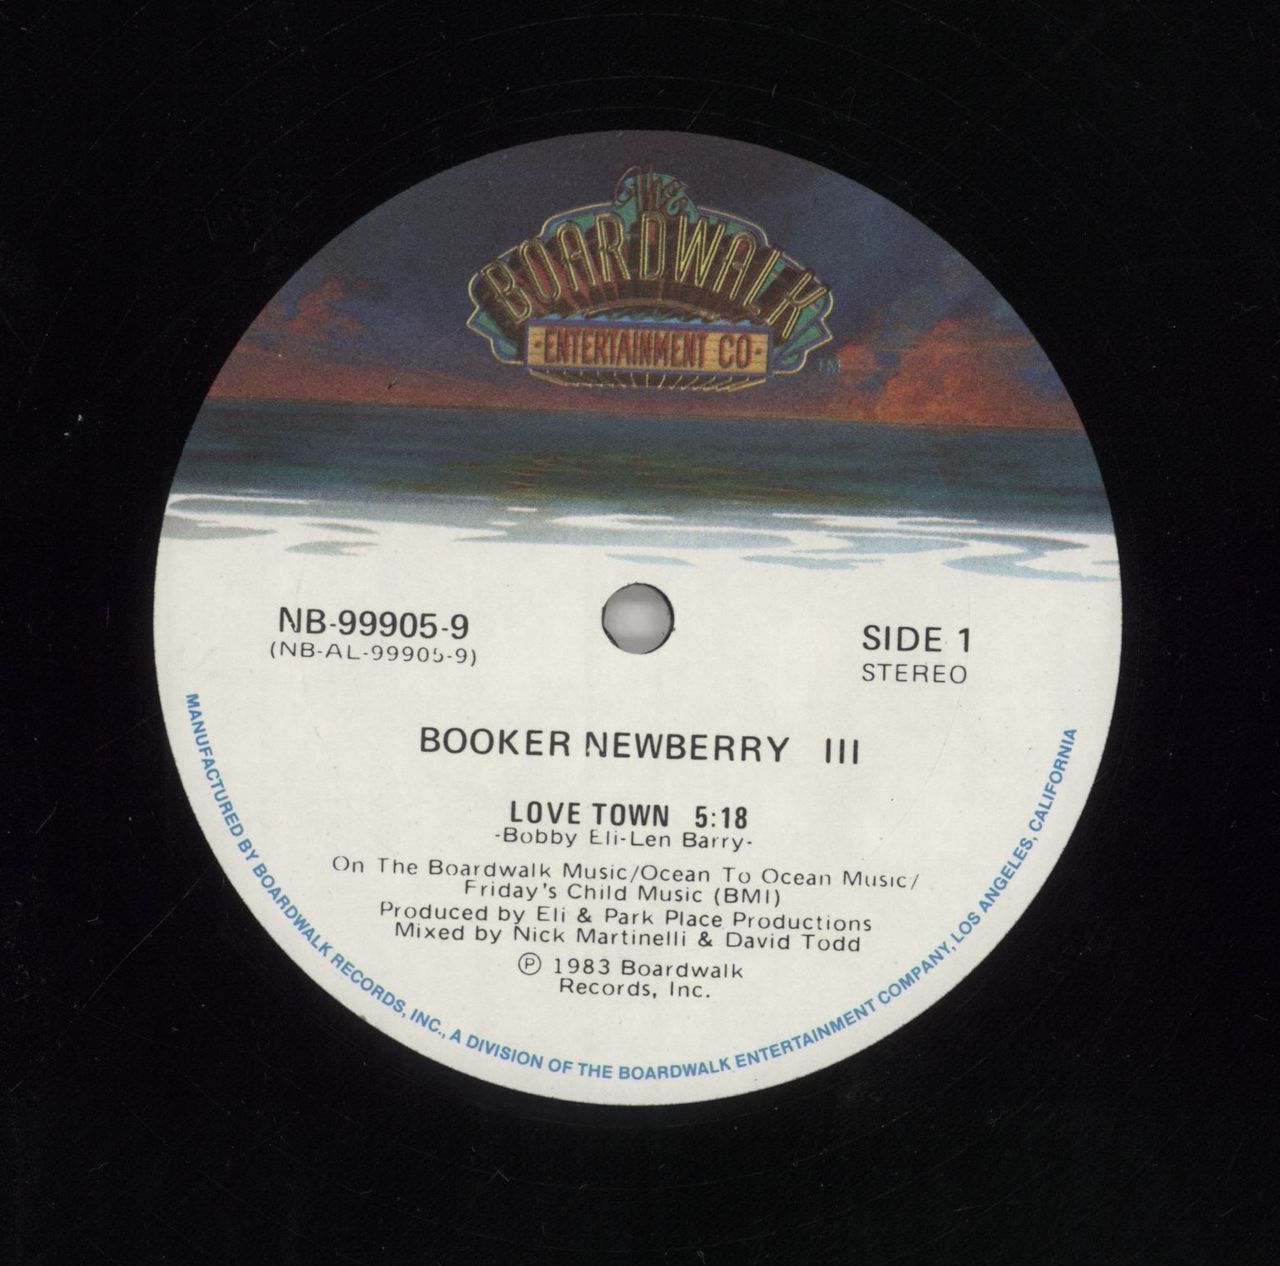 The
BOARDWALK
·ENTERTAINMENT CO·
TM
NB-99905-9
(NB-AL-99905-9)
SIDE 1
STEREO
BOOKER NEWBERRY III
LOVE TOWN 5:18
-Bobby Eli-Len Barry-
On The Boardwalk Music/Ocean To Ocean Music/
Friday's Child Music (BMI)
Produced by Eli & Park Place Productions
Mixed by Nick Martinelli & David Todd
Ⓟ 1983 Boardwalk
Records, Inc.
MANUFACTURED BY BOARDWALK RECORDS, INC., A DIVISION OF THE BOARDWALK ENTERTAINMENT COMPANY, LOS ANGELES, CALIFORNIA